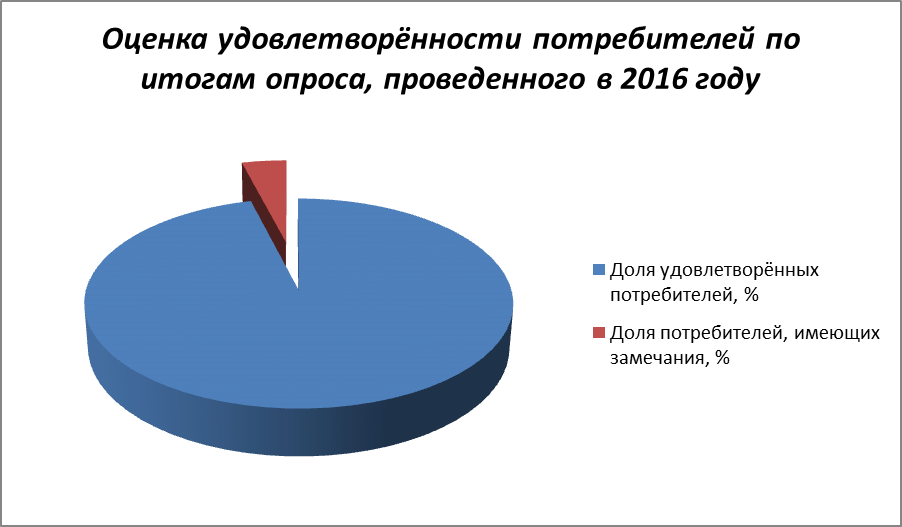 Оценка удовлетворённости потребителей по
итогам опроса, проведенного в 2016 году
Доля удовлетворённых
потребителей, %
Доля потребителей, имеющих
замечания, %